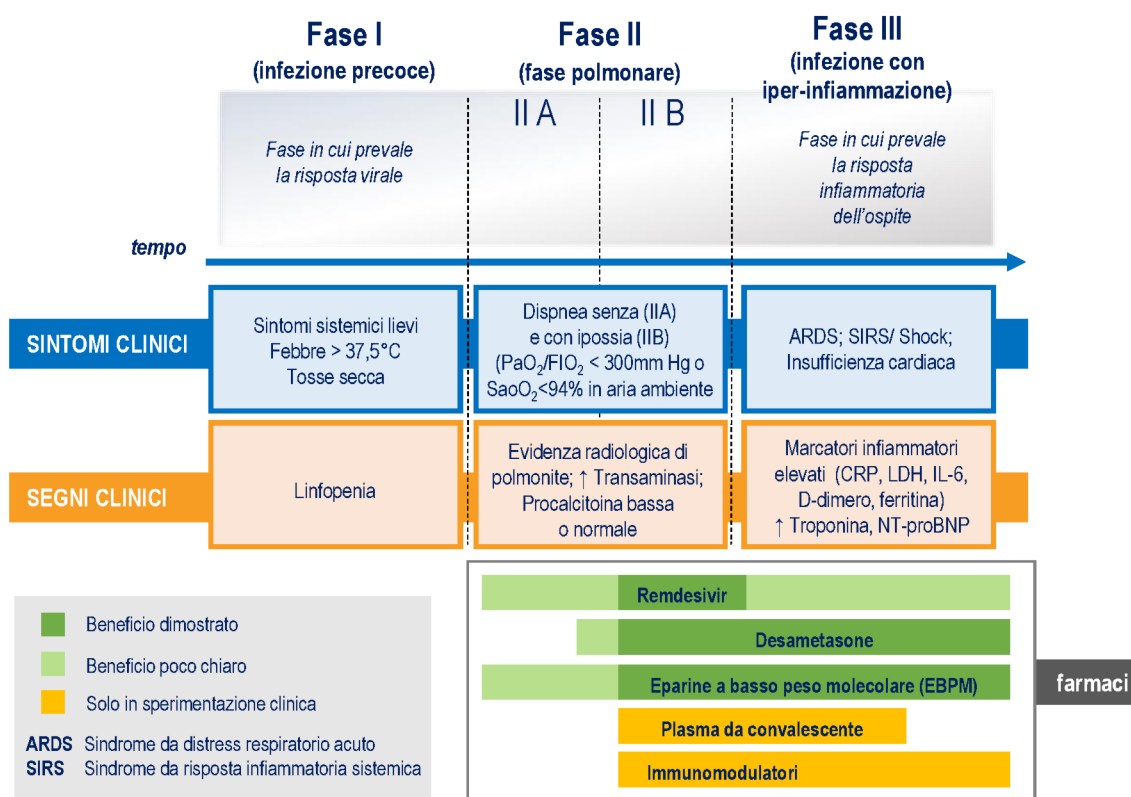 Fase I
(infezione precoce)
Fase II
(fase polmonare)
Fase III
(infezione con
iper-infiammazione)
II A
II B
Fase in cui prevale
la risposta virale
Fase in cui prevale
la risposta
infiammatoria
dell'ospite
tempo
SINTOMI CLINICI
Sintomi sistemici lievi
Febbre > 37,5°C
Tosse secca
Dispnea senza (IIA)
e con ipossia (IIB)
(PaO₂/FIO₂ < 300mm Hg o
SaoO₂<94% in aria ambiente
ARDS; SIRS/ Shock;
Insufficienza cardiaca
SEGNI CLINICI
Linfopenia
Evidenza radiologica di
polmonite; ↑ Transaminasi;
Procalcitoina bassa
o normale
Marcatori infiammatori
elevati (CRP, LDH, IL-6,
D-dimero, ferritina)
↑ Troponina, NT-proBNP
Beneficio dimostrato
Beneficio poco chiaro
Solo in sperimentazione clinica
ARDS Sindrome da distress respiratorio acuto
SIRS Sindrome da risposta infiammatoria sistemica
Remdesivir
Desametasone
Eparine a basso peso molecolare (EBPM)
Plasma da convalescente
Immunomodulatori
farmaci